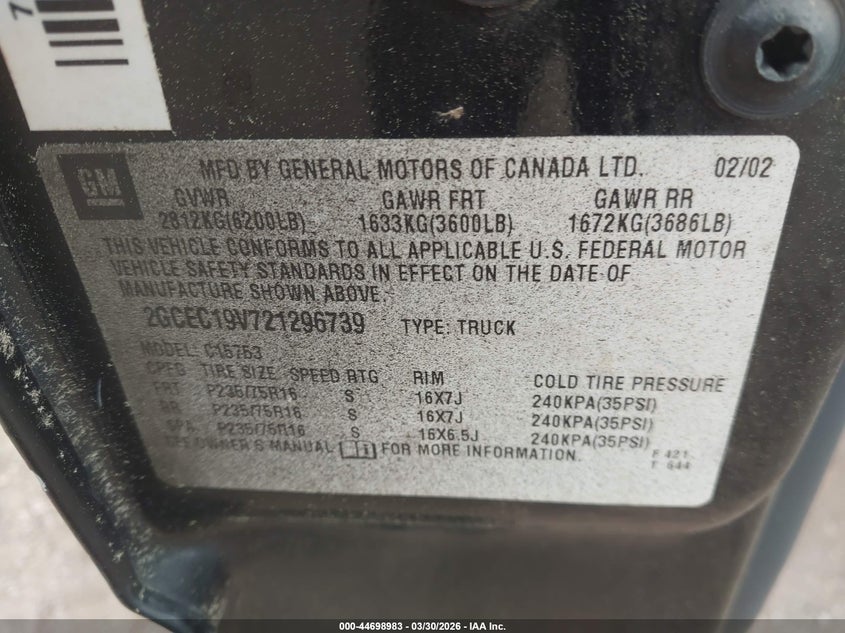 7
GM
MFD BY GENERAL MOTORS OF CANADA LTD. 02/02
GVWR GAWR FRT GAWR RR
2812KG(6200LB) 1633KG(3600LB) 1672KG(3686LB)
THIS VEHICLE CONFORMS TO ALL APPLICABLE U.S. FEDERAL MOTOR
VEHICLE SAFETY STANDARDS IN EFFECT ON THE DATE OF
MANUFACTURE SHOWN ABOVE.
2GCEC19V721296739 TYPE: TRUCK
MODEL: C15753
TIRE SIZE SPEED RTG RIM COLD TIRE PRESSURE
FRT P235/75R16 S 16X7J 240KPA(35PSI)
P235/75R16 S 16X7J 240KPA(35PSI)
SPA P235/75R16 S 16X6.5J 240KPA(35PSI)
SEE OWNER'S MANUAL FOR MORE INFORMATION.
F 421
T 644
000-44698983 - 03/30/2026 - IAA Inc.